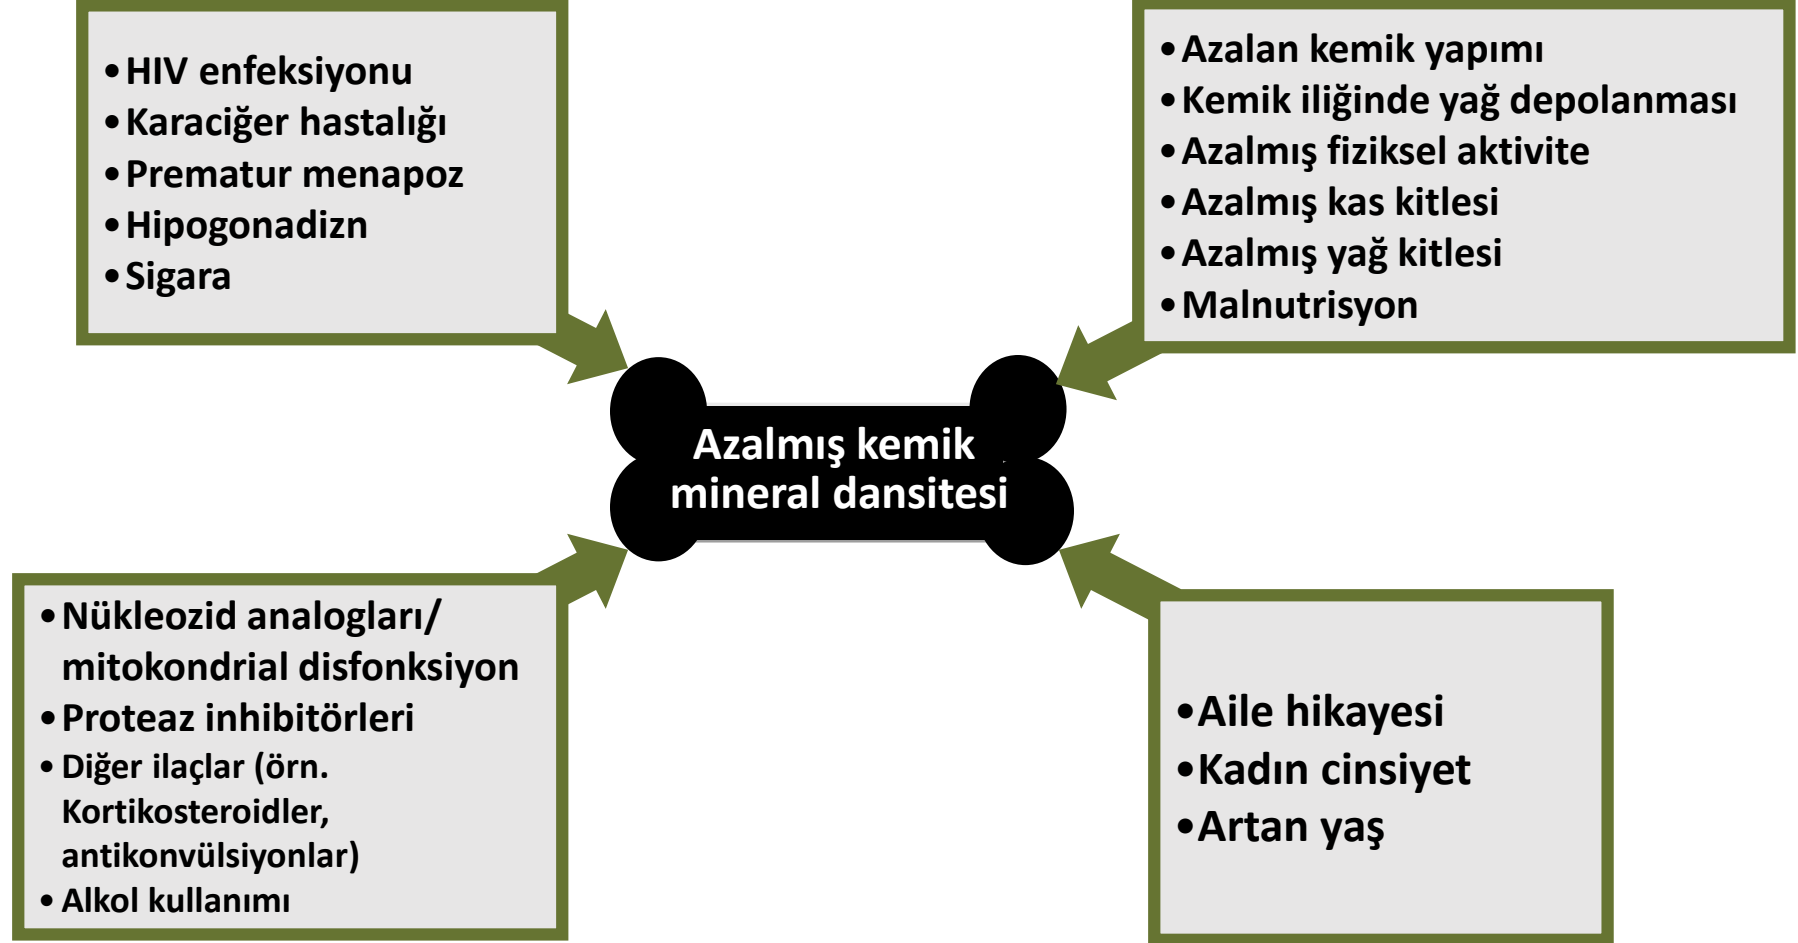 •HIV enfeksiyonu
•Karaciğer hastalığı
•Prematur menapoz
•Hipogonadizn
•Sigara
•Azalan kemik yapımı
•Kemik iliğinde yağ depolanması
•Azalmış fiziksel aktivite
•Azalmış kas kitlesi
•Azalmış yağ kitlesi
•Malnutrisyon
Azalmış kemik
mineral dansitesi
•Nükleozid analogları/
mitokondrial disfonksiyon
•Proteaz inhibitörleri
•Diğer ilaçlar (örn.
Kortikosteroidler,
antikonvülsiyonlar)
•Alkol kullanımı
•Aile hikayesi
•Kadın cinsiyet
•Artan yaş